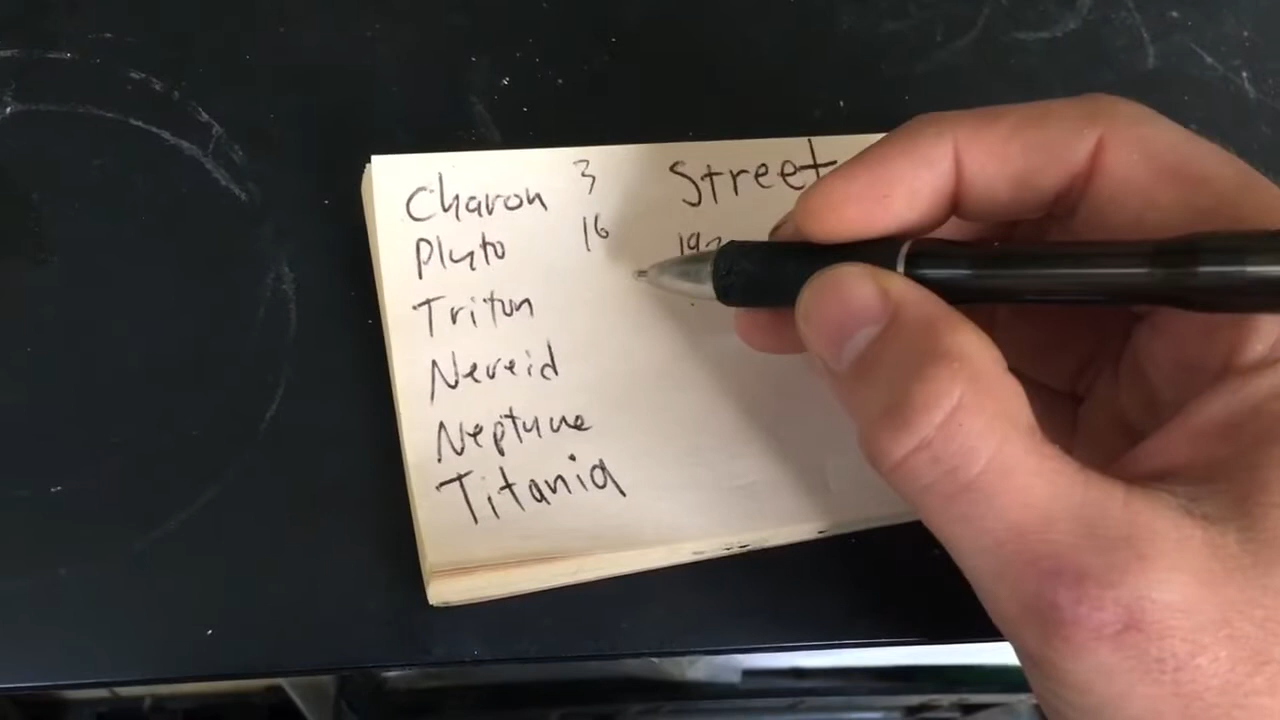 Charon 3 Street
Pluto 16
Triton
Nereid
Neptune
Titania